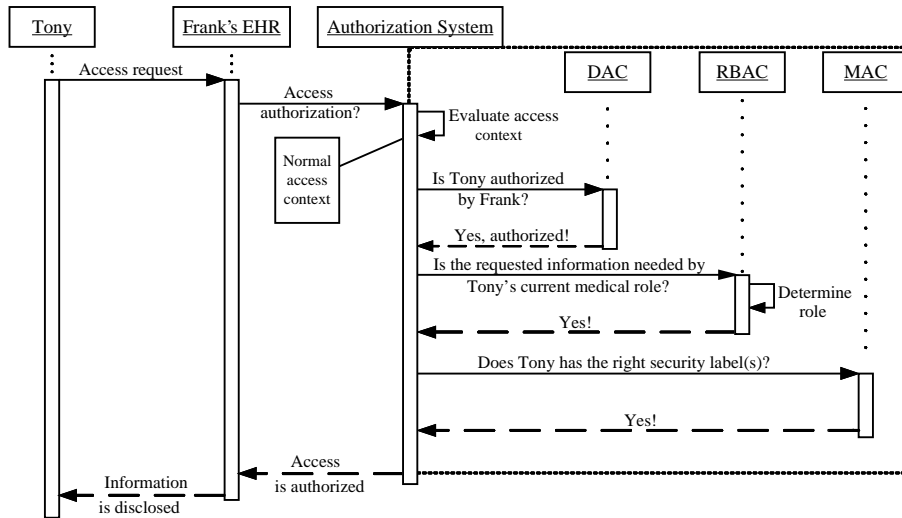 Tony
Frank's EHR
Authorization System
DAC
RBAC
MAC
Access request
Access
authorization?
Evaluate access
context
Normal
access
context
Is Tony authorized
by Frank?
Yes, authorized!
Is the requested information needed by
Tony's current medical role?
Determine
role
Yes!
Does Tony has the right security label(s)?
Yes!
Access
is authorized
Information
is disclosed